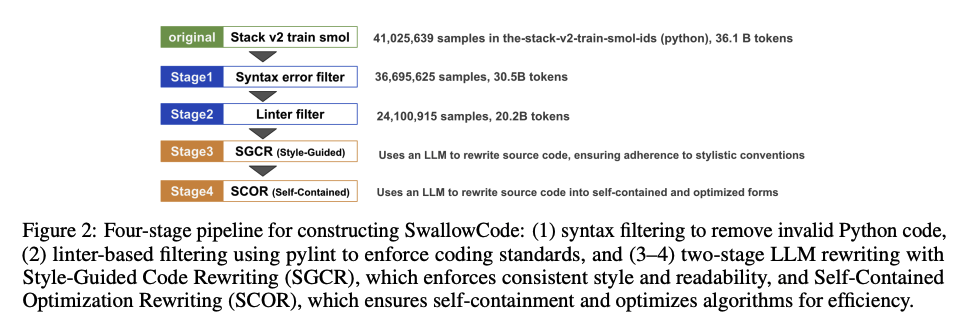 original Stack v2 train smol 41,025,639 samples in the-stack-v2-train-smol-ids (python), 36.1 B tokens
Stage1 Syntax error filter 36,695,625 samples, 30.5B tokens
Stage2 Linter filter 24,100,915 samples, 20.2B tokens
Stage3 SGCR (Style-Guided) Uses an LLM to rewrite source code, ensuring adherence to stylistic conventions
Stage4 SCOR (Self-Contained) Uses an LLM to rewrite source code into self-contained and optimized forms
Figure 2: Four-stage pipeline for constructing SwallowCode: (1) syntax filtering to remove invalid Python code,
(2) linter-based filtering using pylint to enforce coding standards, and (3–4) two-stage LLM rewriting with
Style-Guided Code Rewriting (SGCR), which enforces consistent style and readability, and Self-Contained
Optimization Rewriting (SCOR), which ensures self-containment and optimizes algorithms for efficiency.